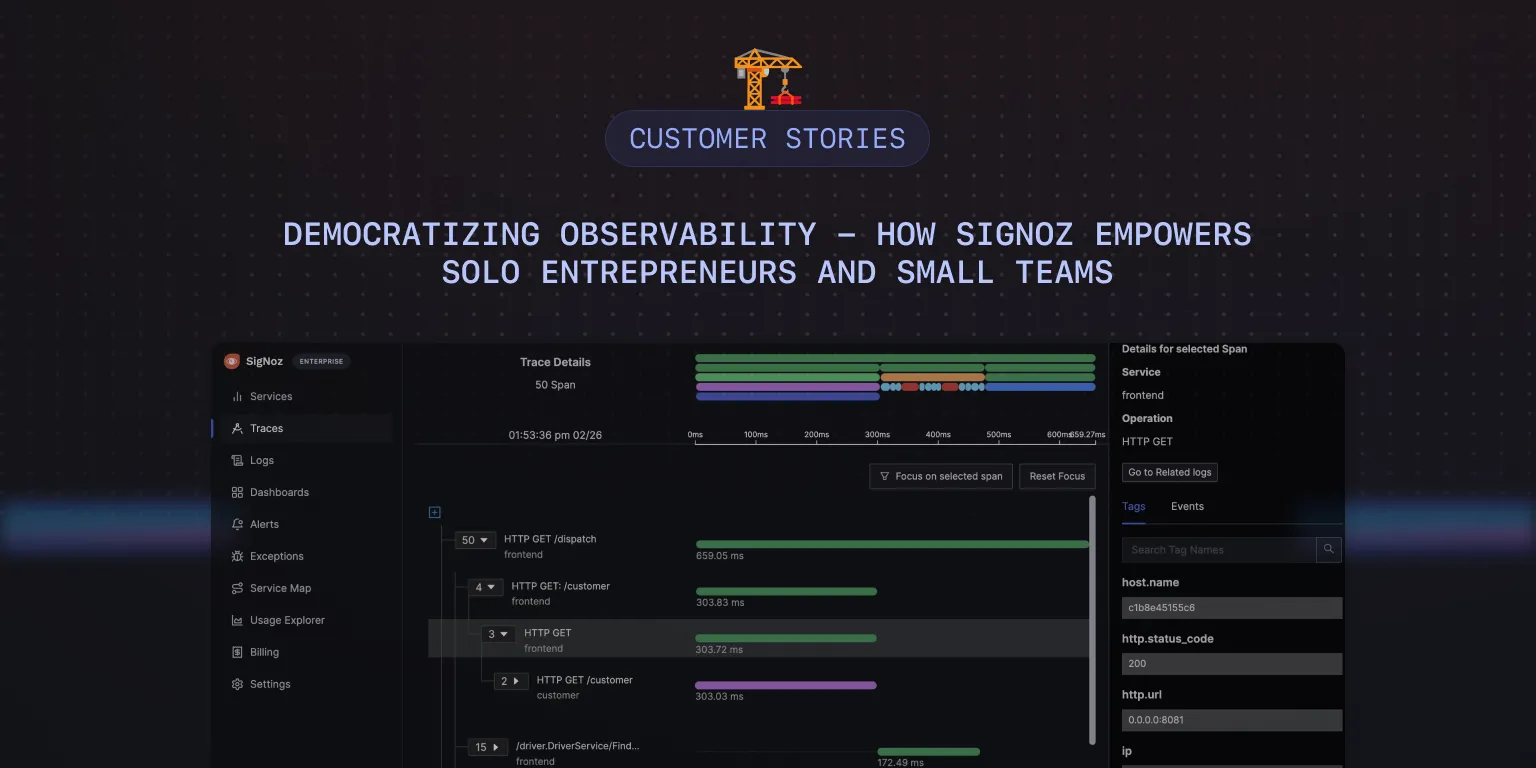 CUSTOMER STORIES
DEMOCRATIZING OBSERVABILITY — HOW SIGNOZ EMPOWERS
SOLO ENTREPRENEURS AND SMALL TEAMS
SigNoz ENTERPRISE
Services
Traces
Logs
Dashboards
Alerts
Exceptions
Service Map
Usage Explorer
Billing
Settings
Trace Details
50 Span
01:53:36 pm 02/26
0ms 100ms 200ms 300ms 400ms 500ms 600ms 659.27ms
Focus on selected span Reset Focus
50 HTTP GET /dispatch
frontend
659.05 ms
4 HTTP GET: /customer
frontend
303.83 ms
3 HTTP GET
frontend
303.72 ms
2 HTTP GET /customer
customer
303.03 ms
15 /driver.DriverService/Find...
frontend
172.49 ms
Details for selected Span
Service
frontend
Operation
HTTP GET
Go to Related logs
Tags Events
Search Tag Names
host.name
c1b8e45155c6
http.status_code
200
http.url
0.0.0.0:8081
ip